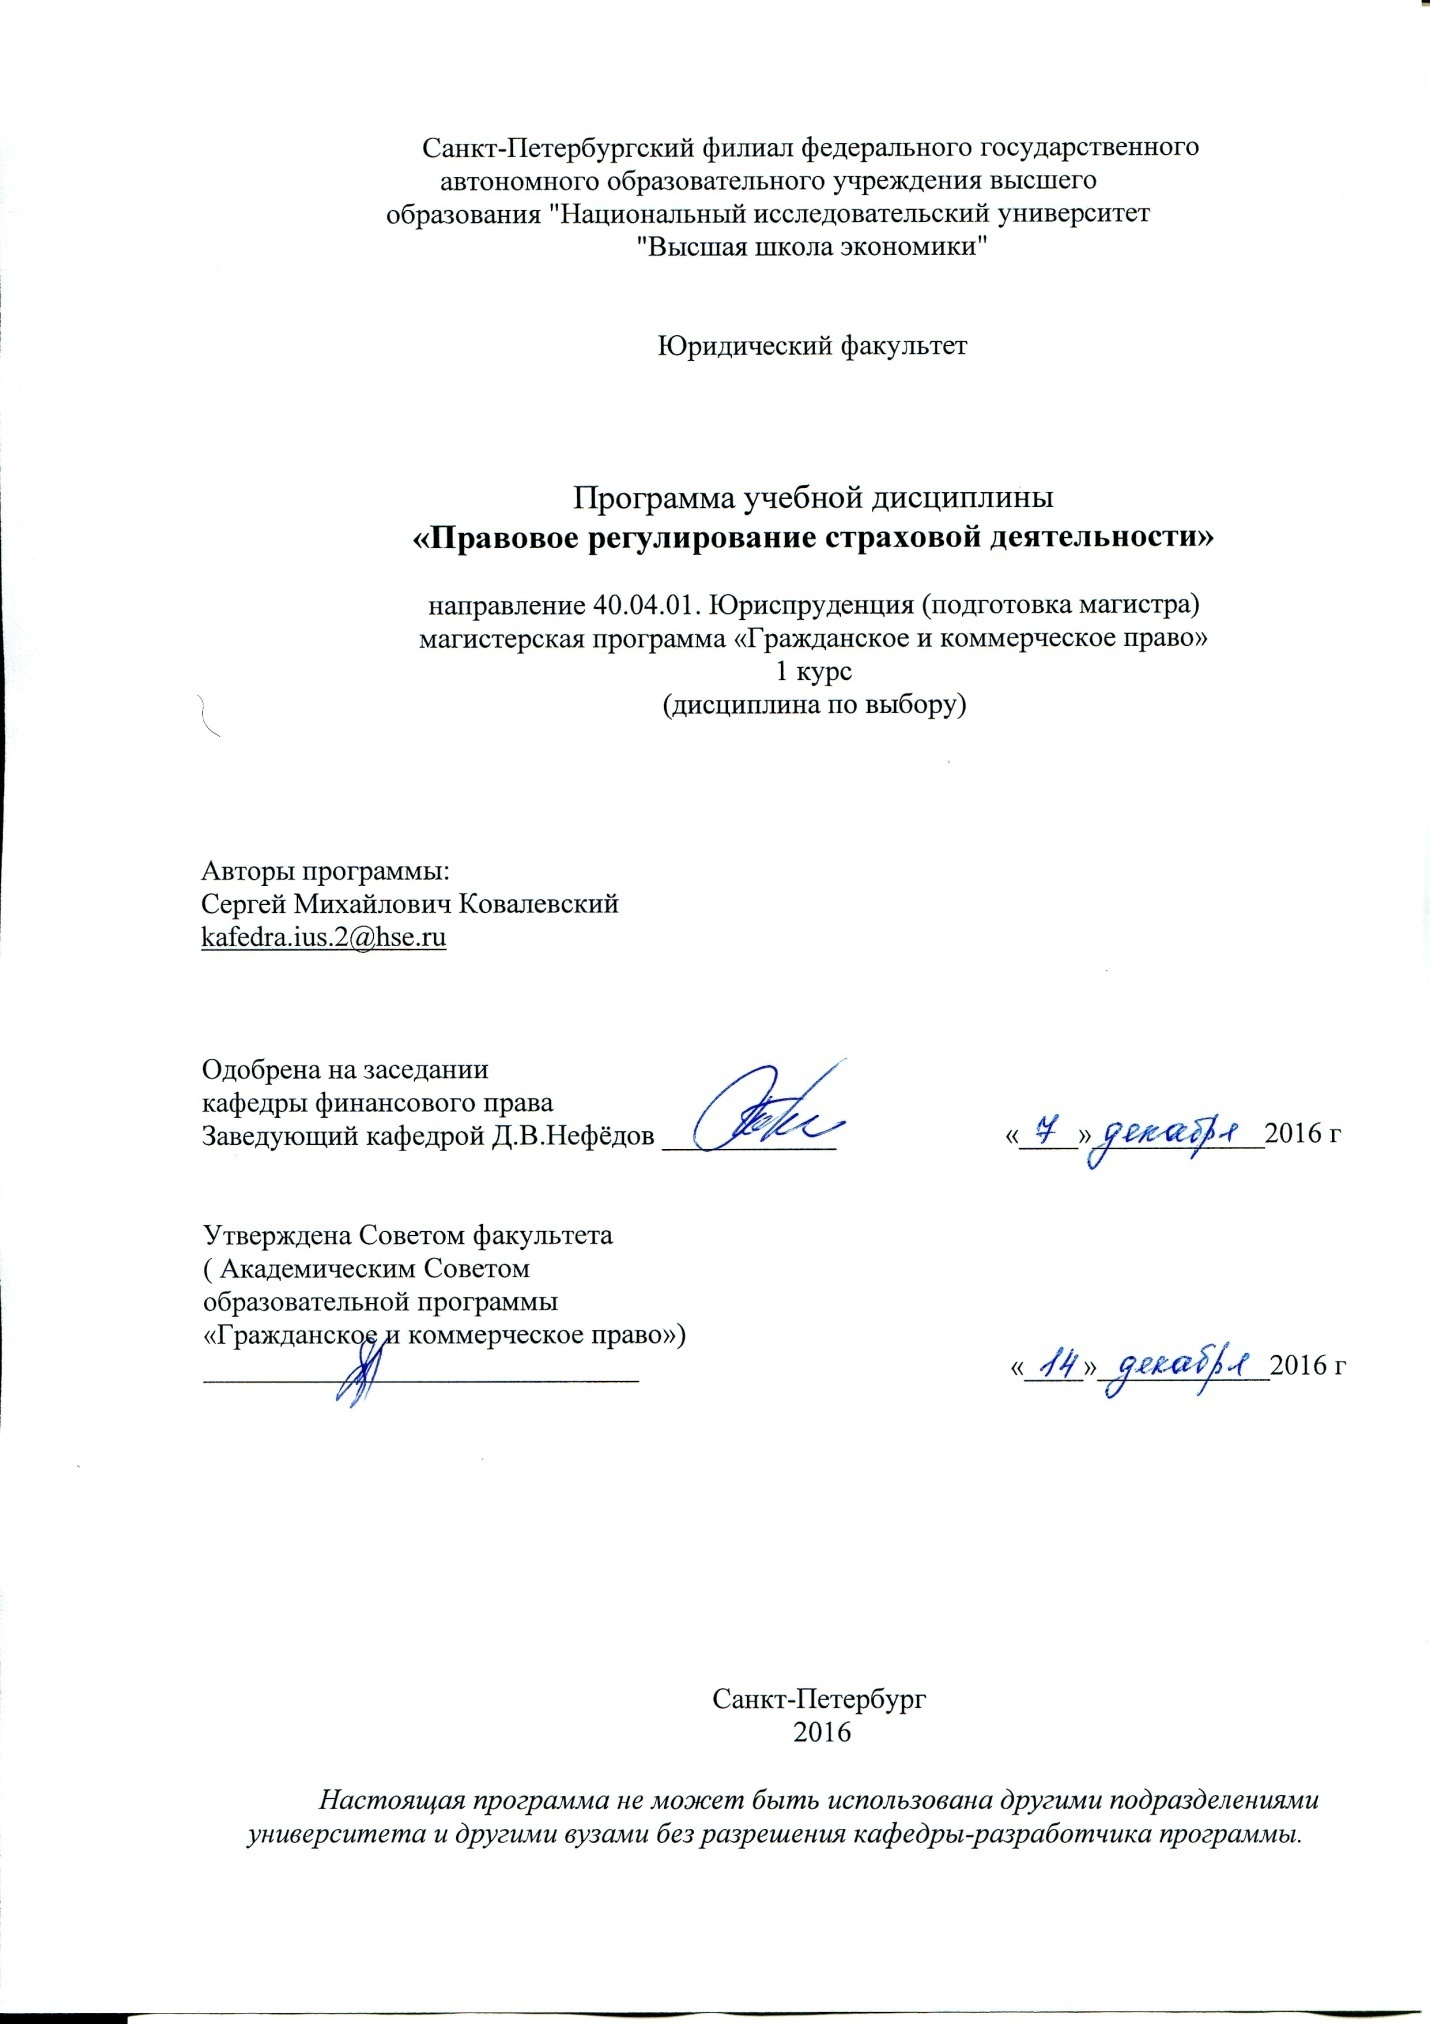 Санкт-Петербургский филиал федерального государственного
автономного образовательного учреждения высшего
образования "Национальный исследовательский университет
"Высшая школа экономики"
Юридический факультет
Программа учебной дисциплины
«Правовое регулирование страховой деятельности»
направление 40.04.01. Юриспруденция (подготовка магистра)
магистерская программа «Гражданское и коммерческое право»
1 курс
(дисциплина по выбору)
Авторы программы:
Сергей Михайлович Ковалевский
kafedra.ius.2@hse.ru
Одобрена на заседании
кафедры финансового права
Заведующий кафедрой Д.В.Нефёдов ____________ «7» декабря 2016 г
Утверждена Советом факультета
( Академическим Советом
образовательной программы
«Гражданское и коммерческое право»)
______________________________ «14» декабря 2016 г
Санкт-Петербург
2016
Настоящая программа не может быть использована другими подразделениями
университета и другими вузами без разрешения кафедры-разработчика программы.